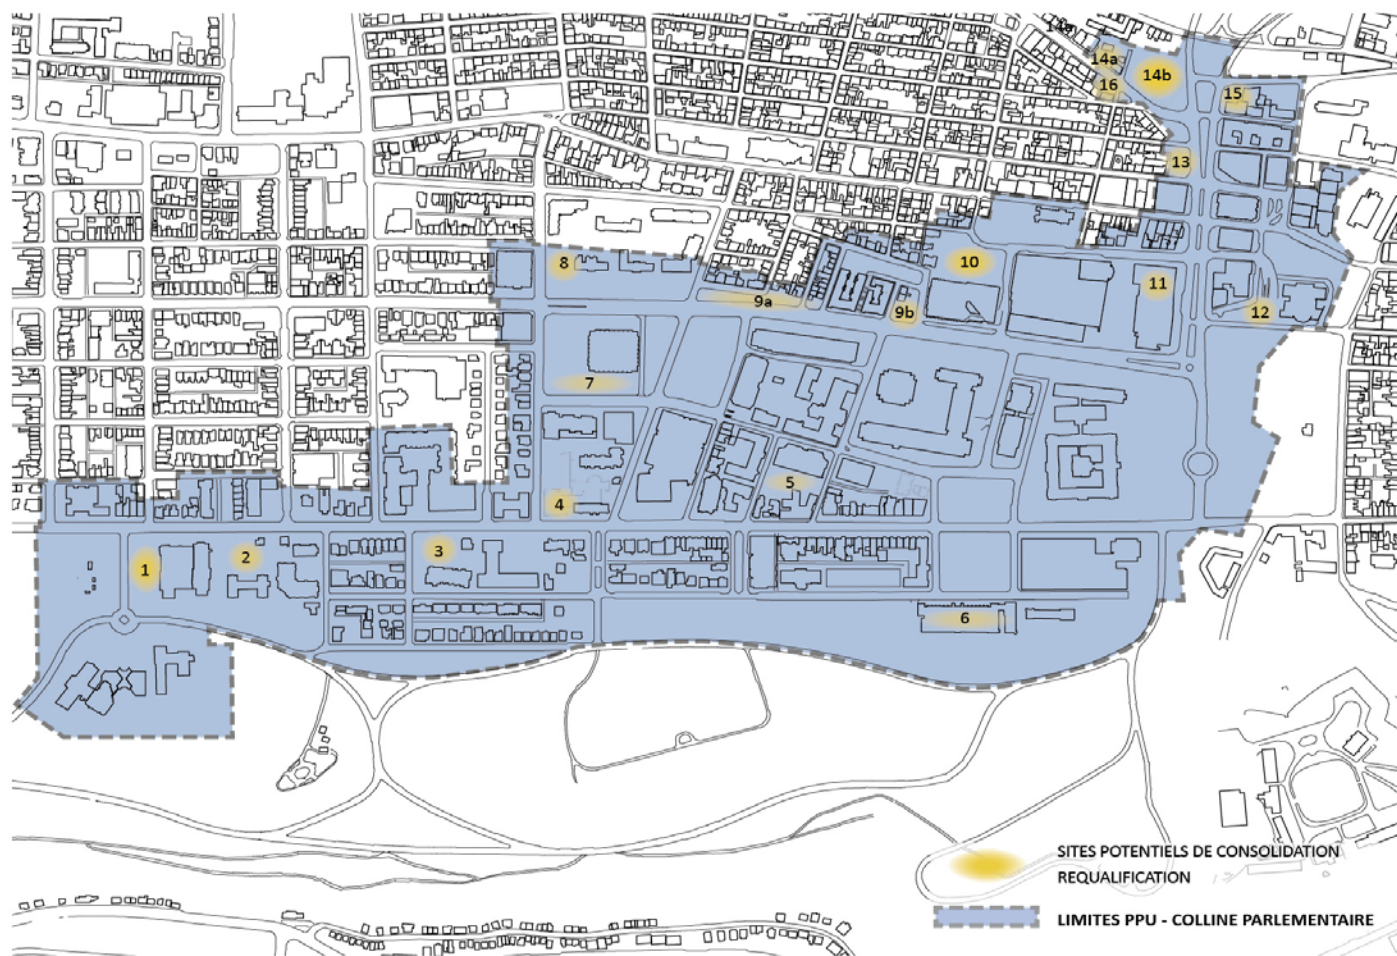 14a
14b
16
15
13
8
10
11
9a
9b
12
7
5
4
1
2
3
6
SITES POTENTIELS DE CONSOLIDATION
REQUALIFICATION
LIMITES PPU - COLLINE PARLEMENTAIRE